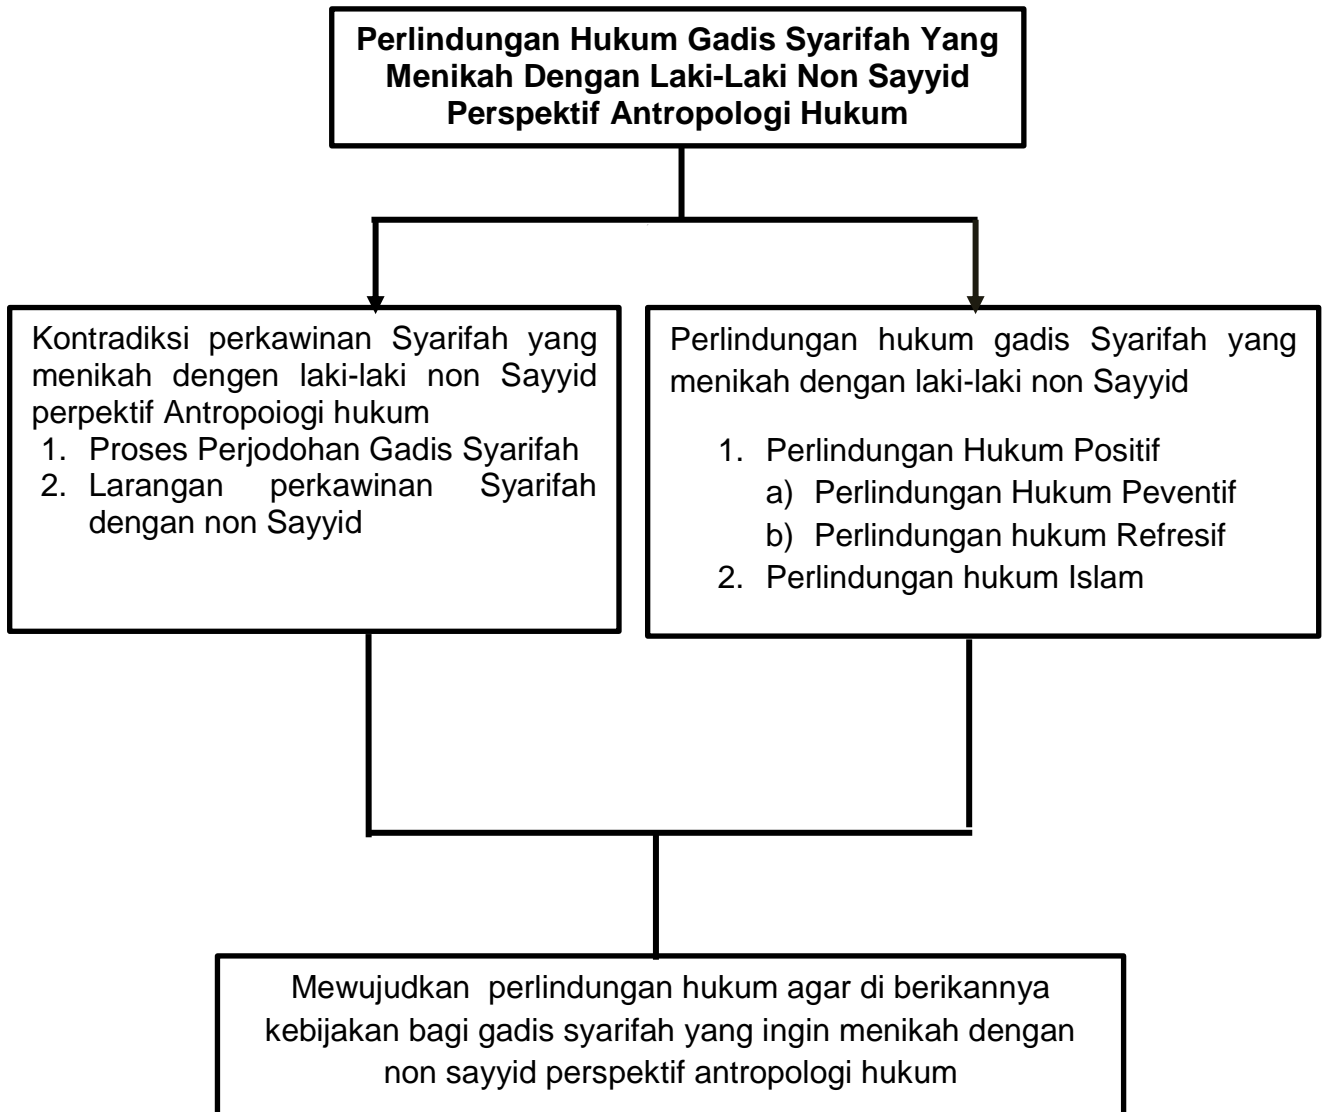 Perlindungan Hukum Gadis Syarifah Yang
Menikah Dengan Laki-Laki Non Sayyid
Perspektif Antropologi Hukum
Kontradiksi perkawinan Syarifah yang
menikah dengen laki-laki non Sayyid
perpektif Antropoiogi hukum
1. Proses Perjodohan Gadis Syarifah
2. Larangan perkawinan Syarifah
dengan non Sayyid
Perlindungan hukum gadis Syarifah yang
menikah dengan laki-laki non Sayyid
1. Perlindungan Hukum Positif
a) Perlindungan Hukum Peventif
b) Perlindungan hukum Refresif
2. Perlindungan hukum Islam
Mewujudkan perlindungan hukum agar di berikannya
kebijakan bagi gadis syarifah yang ingin menikah dengan
non sayyid perspektif antropologi hukum